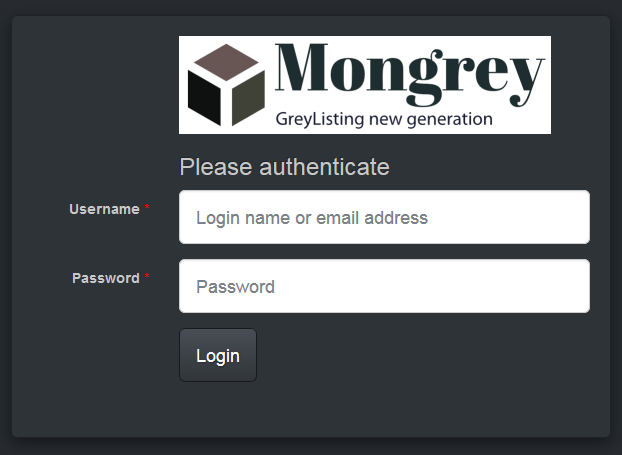 Mongrey
GreyListing new generation
Please authenticate
Username *
Login name or email address
Password *
Password
Login